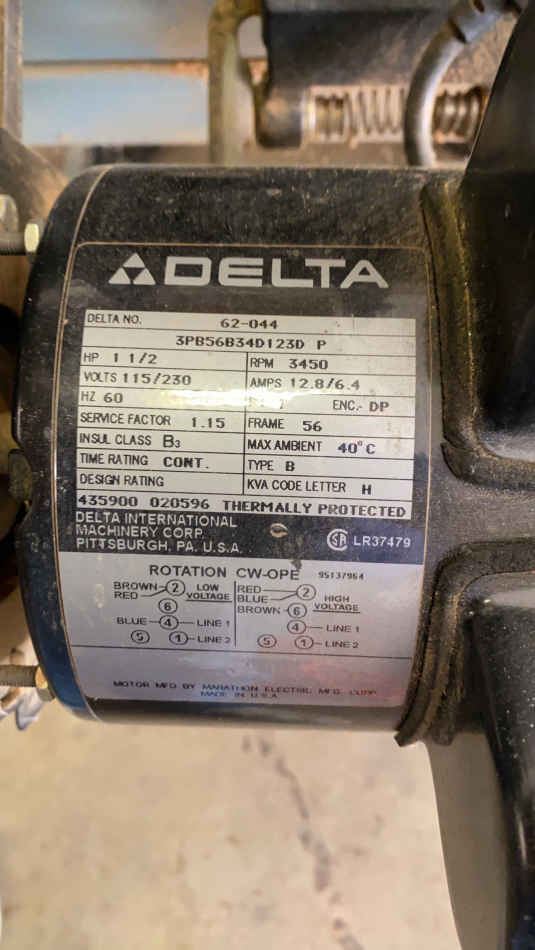 DELTA
DELTA NO. 62-044
3PB56B34D123D P
HP 1 1/2 RPM 3450
VOLTS 115/230 AMPS 12.8/6.4
HZ 60 ENC.- DP
SERVICE FACTOR 1.15 FRAME 56
INSUL CLASS B3 MAX AMBIENT 40°C
TIME RATING CONT. TYPE B
DESIGN RATING KVA CODE LETTER H
435900 020596 THERMALLY PROTECTED
DELTA INTERNATIONAL
MACHINERY CORP.
PITTSBURGH, PA. U.S.A. SA LR37479
ROTATION CW-OPE 95137964
BROWN 2 LOW RED 2
RED VOLTAGE BLUE HIGH
6 BROWN 6 VOLTAGE
BLUE 4 LINE 1 4 LINE 1
5 1 LINE 2 5 1 LINE 2
MOTOR MFD BY MARATHON ELECTRIC MFG. CORP.
MADE IN U.S.A.